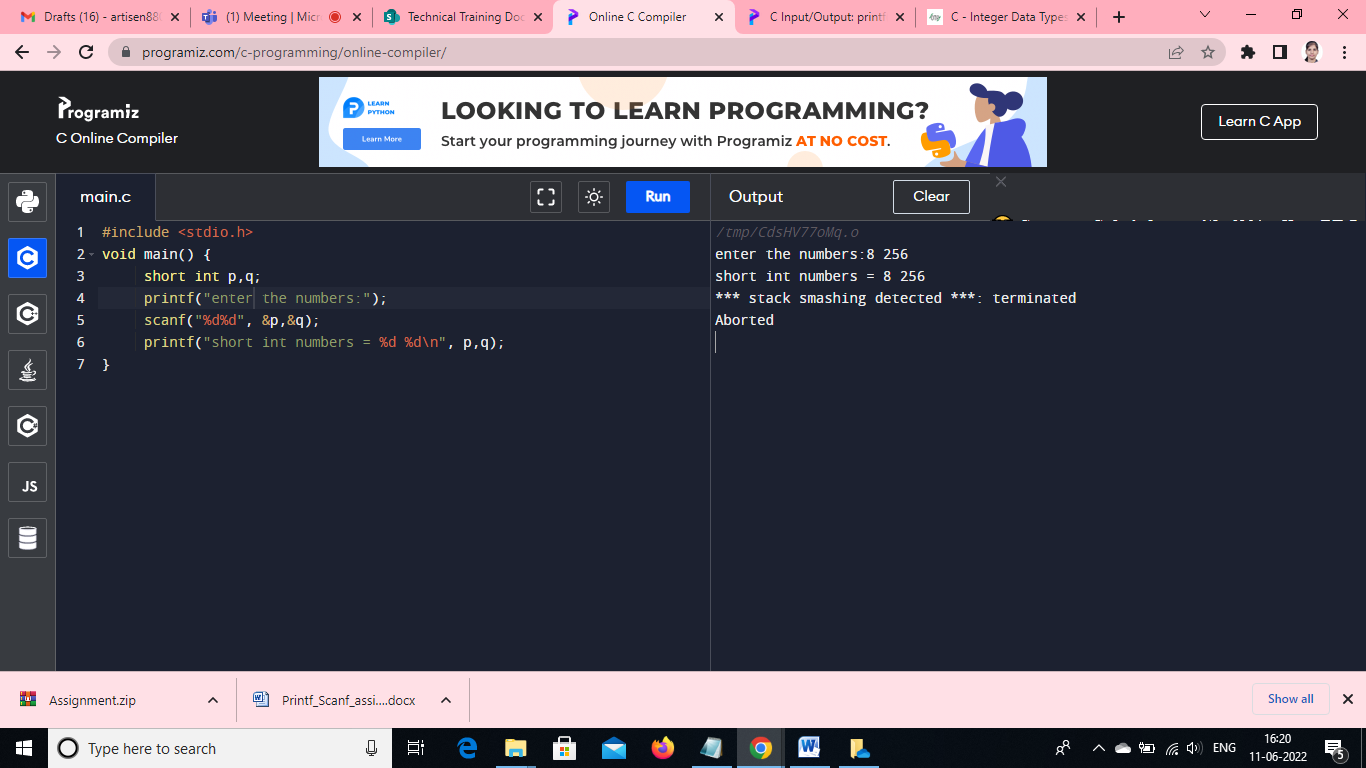 Drafts (16) - artisen880
(1) Meeting | Micr
Technical Training Doc
Online C Compiler
C Input/Output: printf
C - Integer Data Types
programiz.com/c-programming/online-compiler/
Programiz
C Online Compiler
LEARN
PYTHON
Learn More
LOOKING TO LEARN PROGRAMMING?
Start your programming journey with Programiz AT NO COST.
Learn C App
main.c
Run
Output
Clear
1 #include <stdio.h>
2 void main() {
3 short int p,q;
4 printf("enter the numbers:");
5 scanf("%d%d", &p,&q);
6 printf("short int numbers = %d %d\n", p,q);
7 }
/tmp/CdsHV77oMq.o
enter the numbers:8 256
short int numbers = 8 256
*** stack smashing detected ***: terminated
Aborted
JS
Assignment.zip
Printf_Scanf_assi....docx
Show all
Type here to search
ENG
16:20
11-06-2022
5